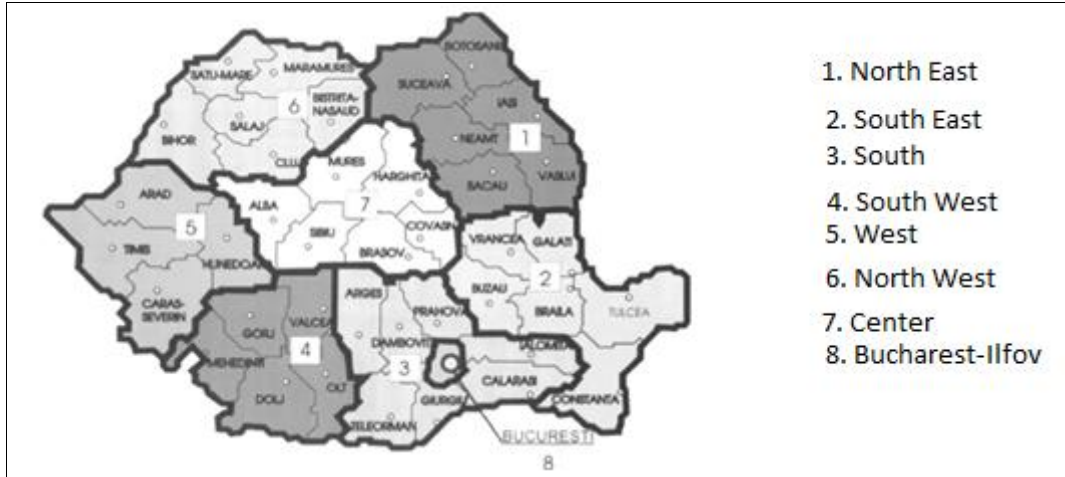 BOTOSANI
SATU-MARE
MARAMURES
SUCEAVA
BISTRITA-
NASAUD
IASI
6
SALAJ
BIHOR
NEAMT
1
CLUJ
MURES
HARGHITA
BACAU
VASLUI
ARAD
ALBA
7
5
COVASN
SIBIU
VRANCEA
GALATI
TIMIS
BRASOV
HUNEDOAR
2
ARGES
BUZAU
CARAS-
SEVERIN
PRAHOVA
BRAILA
TULCEA
VALCEA
GORJ
DAMBOVIT
IALOMITA
MEHEDINTI
4
3
OLT
CALARASI
DOLJ
GIURGIU
CONSTANTA
TELEORMAN
BUCURESTI
8
1. North East
2. South East
3. South
4. South West
5. West
6. North West
7. Center
8. Bucharest-Ilfov